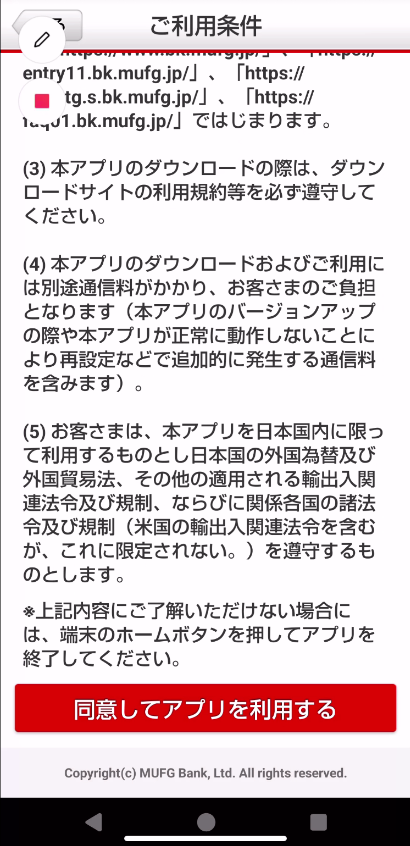 ご利用条件
entry11.bk.mufg.jp/」、「https://
tg.s.bk.mufg.jp/」、「https://
01.bk.mufg.jp/」ではじまります。
(3) 本アプリのダウンロードの際は、ダウン
ロードサイトの利用規約等を必ず遵守して
ください。
(4) 本アプリのダウンロードおよびご利用に
は別途通信料がかかり、お客さまのご負担
となります（本アプリのバージョンアップ
の際や本アプリが正常に動作しないことに
より再設定などで追加的に発生する通信料
を含みます）。
(5) お客さまは、本アプリを日本国内に限っ
て利用するものとし日本国の外国為替及び
外国貿易法、その他の適用される輸出入関
連法令及び規制、ならびに関係各国の諸法
令及び規制（米国の輸出入関連法令を含む
が、これに限定されない。）を遵守するも
のとします。
※上記内容にご了解いただけない場合に
は、端末のホームボタンを押してアプリを
終了してください。
同意してアプリを利用する
Copyright(c) MUFG Bank, Ltd. All rights reserved.